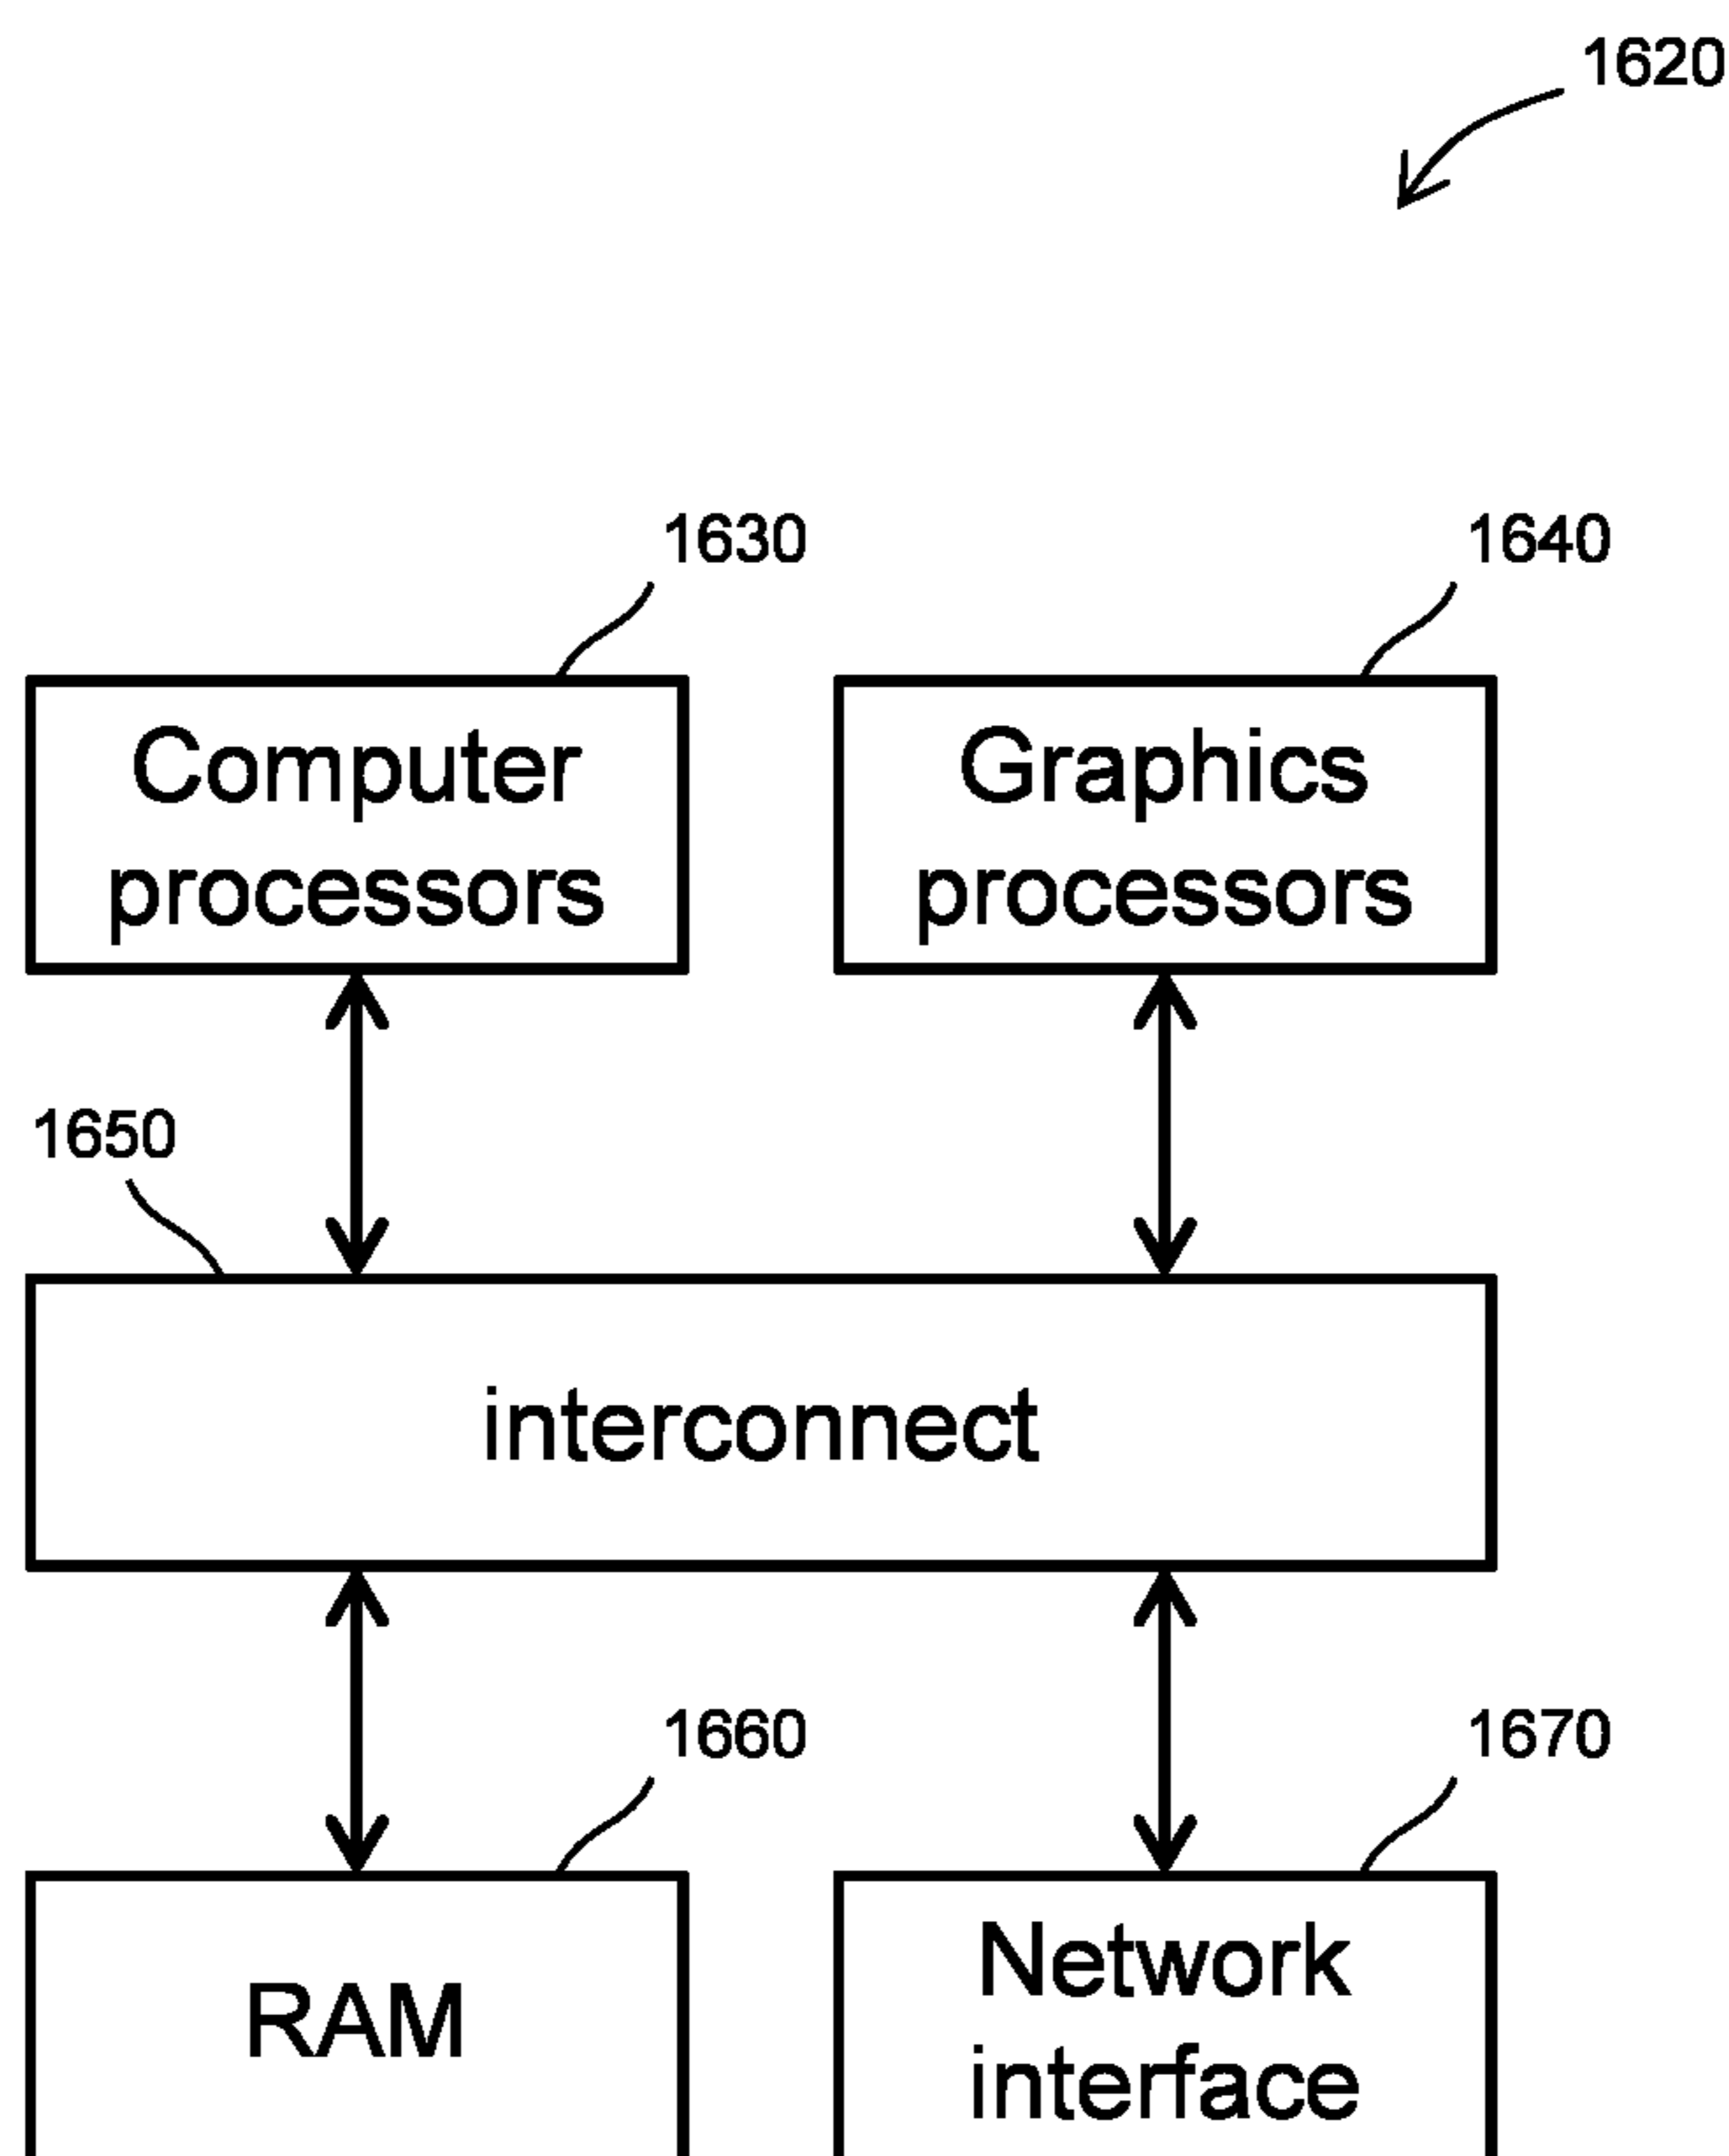 1620
1630
1640
Computer
processors
Graphics
processors
1650
interconnect
1660
1670
RAM
Network
interface